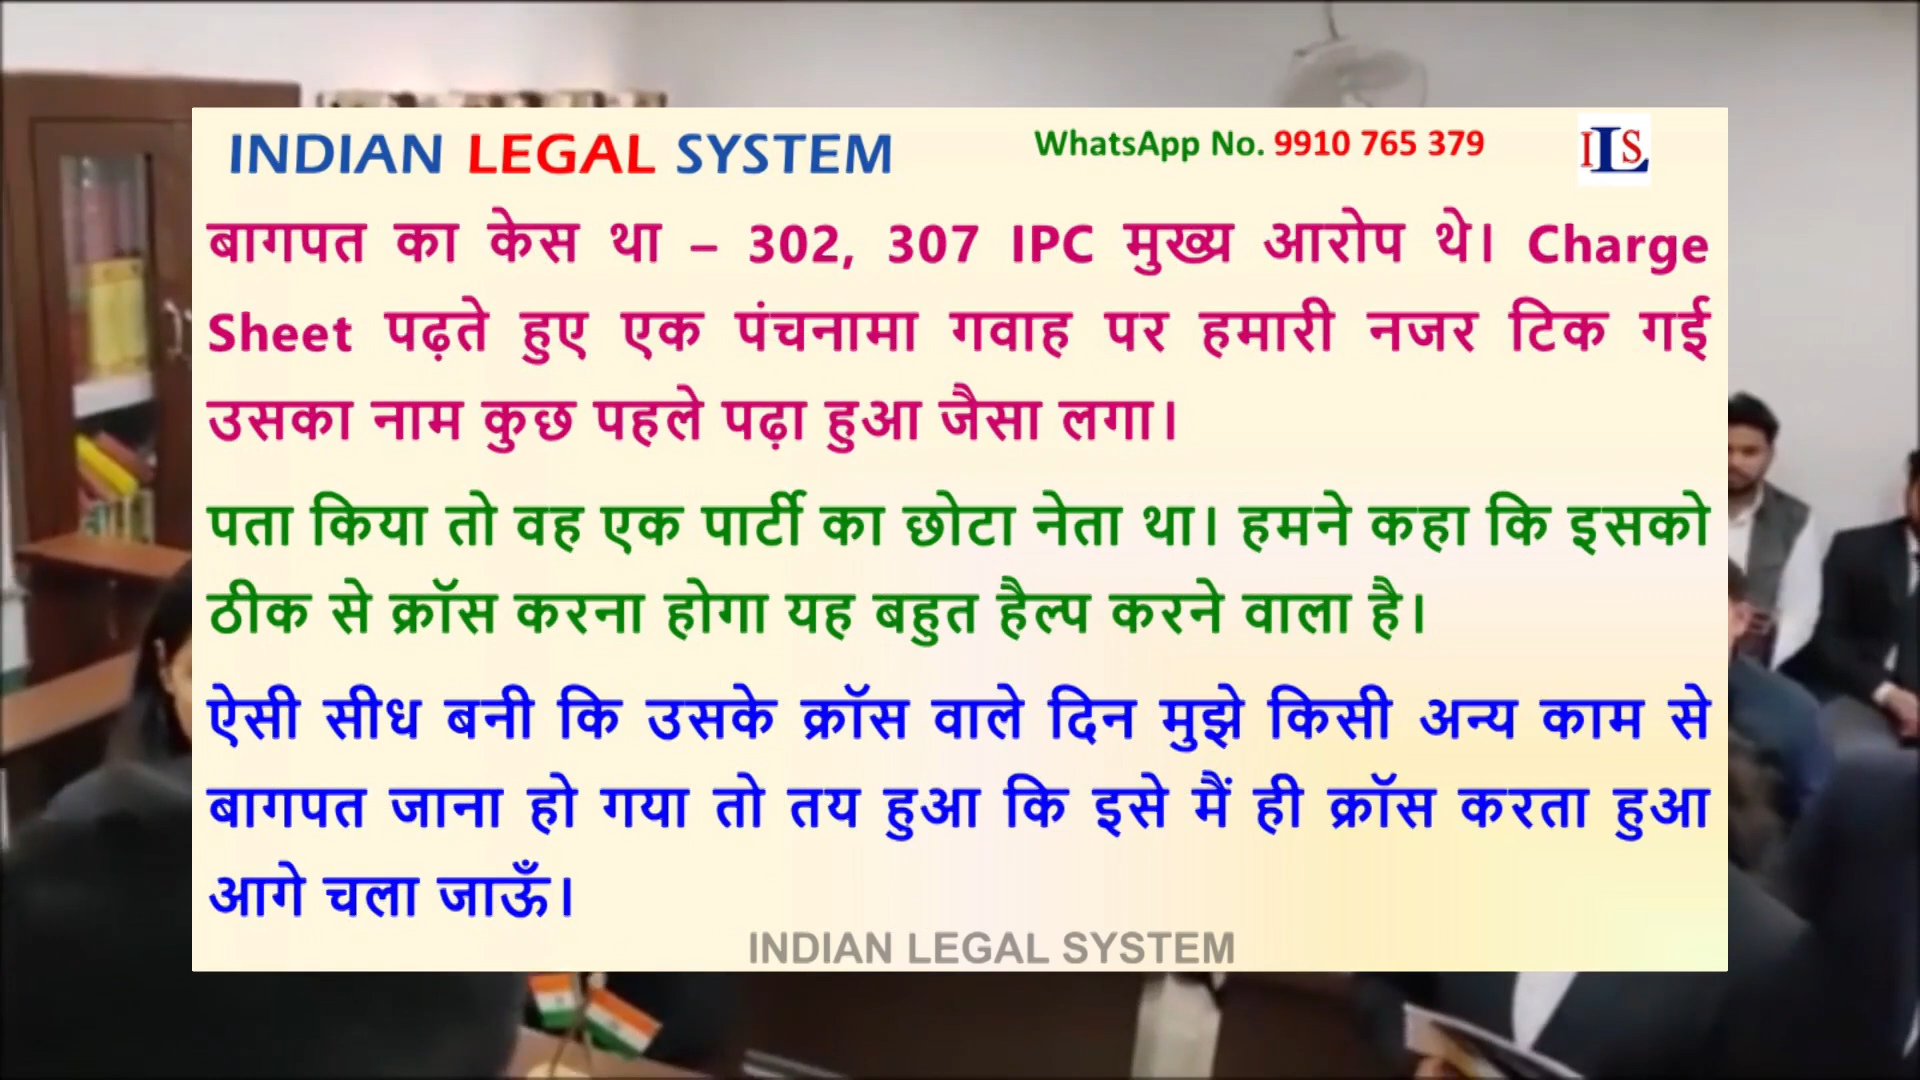 INDIAN LEGAL SYSTEM
WhatsApp No. 9910 765 379
ILS
बागपत का केस था – 302, 307 IPC मुख्य आरोप थे। Charge
Sheet पढ़ते हुए एक पंचनामा गवाह पर हमारी नजर टिक गई
उसका नाम कुछ पहले पढ़ा हुआ जैसा लगा।
पता किया तो वह एक पार्टी का छोटा नेता था। हमने कहा कि इसको
ठीक से क्रॉस करना होगा यह बहुत हैल्प करने वाला है।
ऐसी सीध बनी कि उसके क्रॉस वाले दिन मुझे किसी अन्य काम से
बागपत जाना हो गया तो तय हुआ कि इसे मैं ही क्रॉस करता हुआ
आगे चला जाऊँ।
INDIAN LEGAL SYSTEM